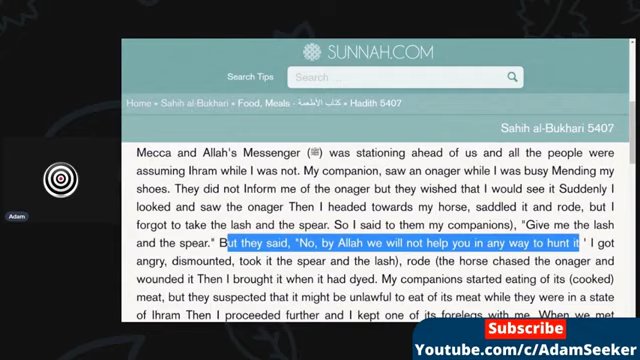 SUNNAH.COM
Search Tips
Search ...
Home » Sahih al-Bukhari » Food, Meals - كتاب الأطعمة » Hadith 5407
Sahih al-Bukhari 5407
Mecca and Allah's Messenger (ﷺ) was stationing ahead of us and all the people were
assuming Ihram while I was not. My companion, saw an onager while I was busy Mending my
shoes. They did not Inform me of the onager but they wished that I would see it Suddenly I
looked and saw the onager Then I headed towards my horse, saddled it and rode, but I
forgot to take the lash and the spear. So I said to them my companions), "Give me the lash
and the spear." But they said, "No, by Allah we will not help you in any way to hunt it ' I got
angry, dismounted, took it the spear and the lash), rode (the horse chased the onager and
wounded it Then I brought it when it had dyed. My companions started eating of its (cooked)
meat, but they suspected that it might be unlawful to eat of its meat while they were in a state
of Ihram Then I proceeded further and I kept one of its forelegs with me. When we met
Adam
Subscribe
Youtube.com/c/AdamSeeker